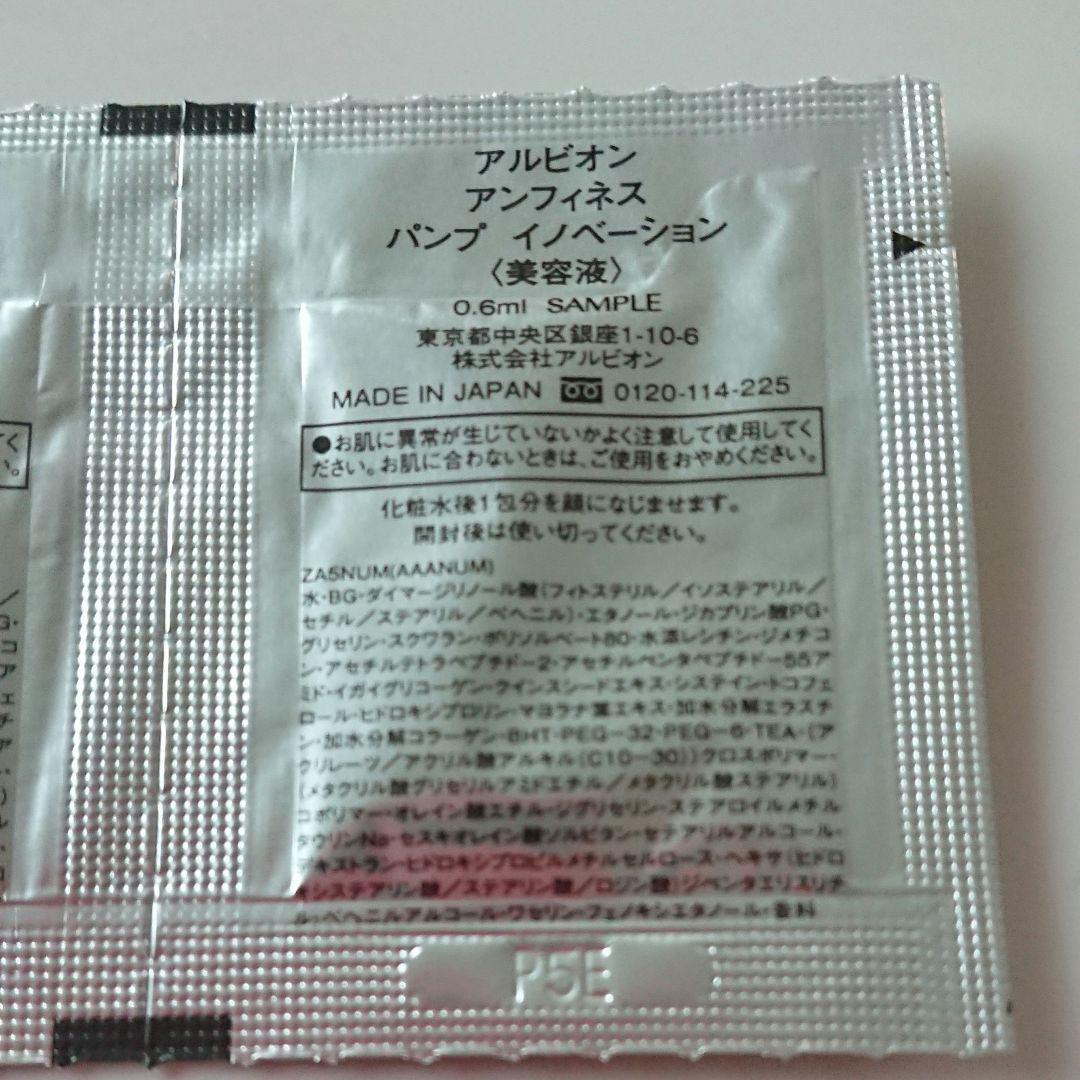 アルビオン
アンフィネス
パンプ イノベーション
〈美容液〉
0.6ml SAMPLE
東京都中央区銀座1-10-6
株式会社アルビオン
MADE IN JAPAN 0120-114-225
●お肌に異常が生じていないかよく注意して使用してく
ださい。お肌に合わないときは、ご使用をおやめください。
化粧水後1包分を顔になじませます。
開封後は使い切ってください。
ZA5NUM(AAANUM)
水・BG・ダイマージリノール酸(フィトステリル/イソステアリル/
セチル/ステアリル/ベヘニル)・エタノール・ジカプリン酸PG・
グリセリン・スクワラン・ポリソルベート80・水添レシチン・ジメチコ
ン・アセチルテトラペプチド-2・アセチルペンタペプチド-55ア
ミド・イガイグリコーゲン・クインスシードエキス・システイン・トコフェ
ロール・ヒドロキシプロリン・マヨラナ葉エキス・加水分解エラスチ
ン・加水分解コラーゲン・BHT・PEG-32・PEG-6・TEA・(ア
クリレーツ/アクリル酸アルキル(C10-30))クロスポリマー・
(メタクリル酸グリセリルアミドエチル/メタクリル酸ステアリル)
コポリマー・オレイン酸エチル・ジグリセリン・ステアロイルメチル
タウリンNa・セスキオレイン酸ソルビタン・セテアリルアルコール・
デキストラン・ヒドロキシプロピルメチルセルロース・ヘキサ(ヒドロ
キシステアリン酸/ステアリン酸/ロジン酸)ジペンタエリスリチ
ル・ベヘニルアルコール・ワセリン・フェノキシエタノール・香料
P5E